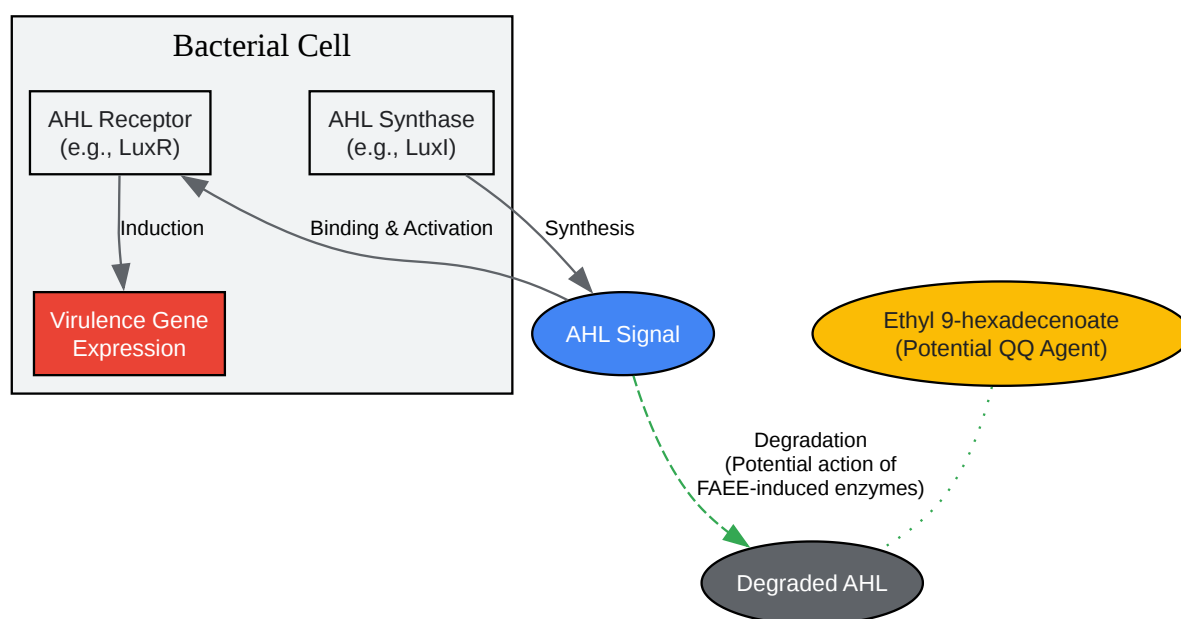 Bacterial Cell
AHL Receptor
(e.g., LuxR)
AHL Synthase
(e.g., LuxI)
Induction
Binding & Activation
Synthesis
Virulence Gene
Expression
AHL Signal
Ethyl 9-hexadecenoate
(Potential QQ Agent)
Degradation
(Potential action of
FAEE-induced enzymes)
Degraded AHL